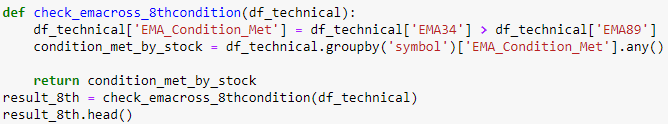 def check_emacross_8thcondition(df_technical):
    df_technical['EMA_Condition_Met'] = df_technical['EMA34'] > df_technical['EMA89']
    condition_met_by_stock = df_technical.groupby('symbol')['EMA_Condition_Met'].any()

    return condition_met_by_stock
result_8th = check_emacross_8thcondition(df_technical)
result_8th.head()